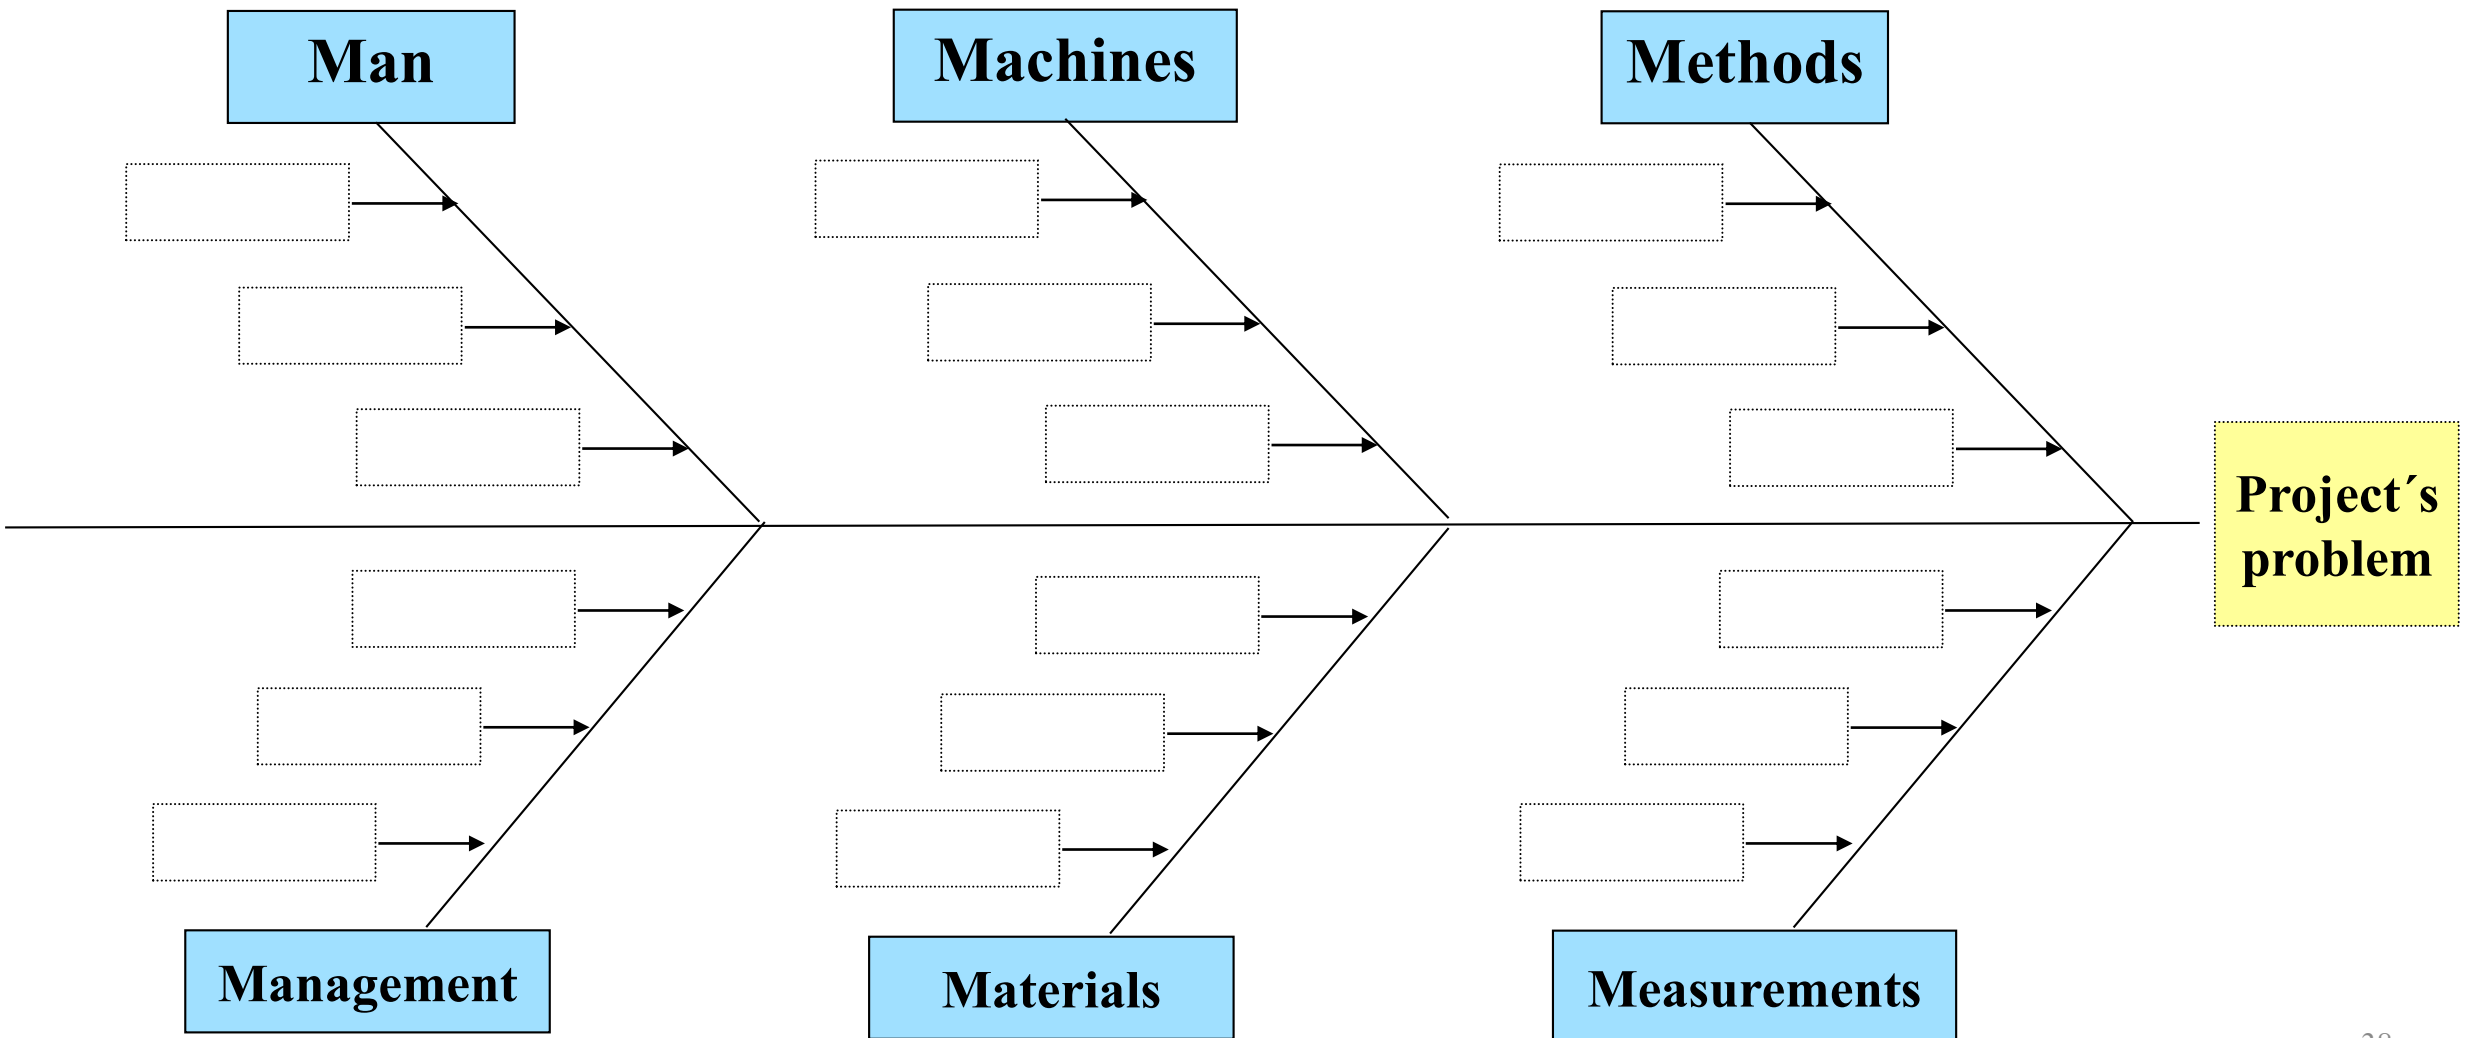 Man
Machines
Methods
Project´s
problem
Management
Materials
Measurements